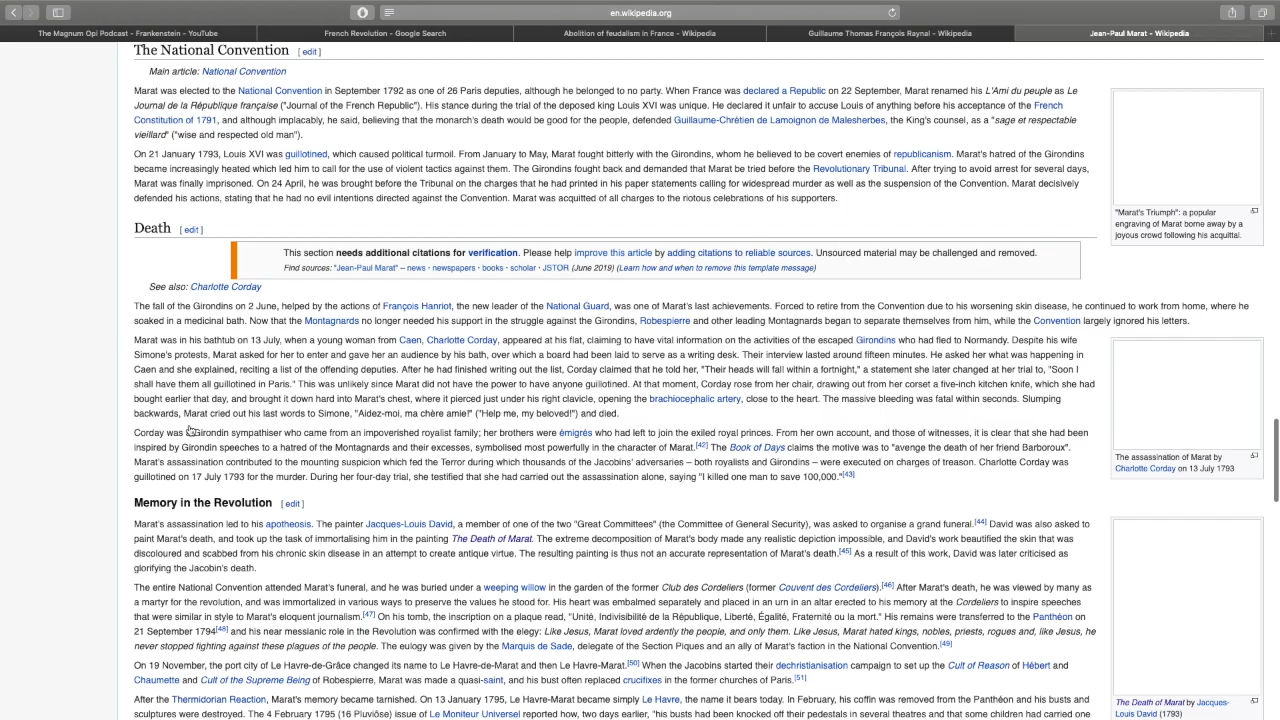 en.wikipedia.org
The Magnum Opi Podcast - Frankenstein - YouTube
French Revolution - Google Search
Abolition of feudalism in France - Wikipedia
Guillaume Thomas François Raynal - Wikipedia
Jean-Paul Marat - Wikipedia
The National Convention [ edit ]
Main article: National Convention
Marat was elected to the National Convention in September 1792 as one of 26 Paris deputies, although he belonged to no party. When France was declared a Republic on 22 September, Marat renamed his L'Ami du peuple as Le
Journal de la République française ("Journal of the French Republic"). His stance during the trial of the deposed king Louis XVI was unique. He declared it unfair to accuse Louis of anything before his acceptance of the French
Constitution of 1791, and although implacably, he said, believing that the monarch's death would be good for the people, defended Guillaume-Chrétien de Lamoignon de Malesherbes, the King's counsel, as a "sage et respectable
vieillard" ("wise and respected old man").
On 21 January 1793, Louis XVI was guillotined, which caused political turmoil. From January to May, Marat fought bitterly with the Girondins, whom he believed to be covert enemies of republicanism. Marat's hatred of the Girondins
became increasingly heated which led him to call for the use of violent tactics against them. The Girondins fought back and demanded that Marat be tried before the Revolutionary Tribunal. After trying to avoid arrest for several days,
Marat was finally imprisoned. On 24 April, he was brought before the Tribunal on the charges that he had printed in his paper statements calling for widespread murder as well as the suspension of the Convention. Marat decisively
defended his actions, stating that he had no evil intentions directed against the Convention. Marat was acquitted of all charges to the riotous celebrations of his supporters.
"Marat's Triumph": a popular
engraving of Marat borne away by a
joyous crowd following his acquittal.
Death [ edit ]
This section needs additional citations for verification. Please help improve this article by adding citations to reliable sources. Unsourced material may be challenged and removed.
Find sources: "Jean-Paul Marat" – news · newspapers · books · scholar · JSTOR (June 2019) (Learn how and when to remove this template message)
See also: Charlotte Corday
The fall of the Girondins on 2 June, helped by the actions of François Hanriot, the new leader of the National Guard, was one of Marat's last achievements. Forced to retire from the Convention due to his worsening skin disease, he continued to work from home, where he
soaked in a medicinal bath. Now that the Montagnards no longer needed his support in the struggle against the Girondins, Robespierre and other leading Montagnards began to separate themselves from him, while the Convention largely ignored his letters.
Marat was in his bathtub on 13 July, when a young woman from Caen, Charlotte Corday, appeared at his flat, claiming to have vital information on the activities of the escaped Girondins who had fled to Normandy. Despite his wife
Simone's protests, Marat asked for her to enter and gave her an audience by his bath, over which a board had been laid to serve as a writing desk. Their interview lasted around fifteen minutes. He asked her what was happening in
Caen and she explained, reciting a list of the offending deputies. After he had finished writing out the list, Corday claimed that he told her, "Their heads will fall within a fortnight," a statement she later changed at her trial to, "Soon I
shall have them all guillotined in Paris." This was unlikely since Marat did not have the power to have anyone guillotined. At that moment, Corday rose from her chair, drawing out from her corset a five-inch kitchen knife, which she had
bought earlier that day, and brought it down hard into Marat's chest, where it pierced just under his right clavicle, opening the brachiocephalic artery, close to the heart. The massive bleeding was fatal within seconds. Slumping
backwards, Marat cried out his last words to Simone, "Aidez-moi, ma chère amie!" ("Help me, my beloved!") and died.
The assassination of Marat by
Charlotte Corday on 13 July 1793
Corday was Girondin sympathiser who came from an impoverished royalist family; her brothers were émigrés who had left to join the exiled royal princes. From her own account, and those of witnesses, it is clear that she had been
inspired by Girondin speeches to a hatred of the Montagnards and their excesses, symbolised most powerfully in the character of Marat.[42] The Book of Days claims the motive was to "avenge the death of her friend Barboroux".
Marat's assassination contributed to the mounting suspicion which fed the Terror during which thousands of the Jacobins' adversaries – both royalists and Girondins – were executed on charges of treason. Charlotte Corday was
guillotined on 17 July 1793 for the murder. During her four-day trial, she testified that she had carried out the assassination alone, saying "I killed one man to save 100,000."[43]
Memory in the Revolution [ edit ]
Marat's assassination led to his apotheosis. The painter Jacques-Louis David, a member of one of the two "Great Committees" (the Committee of General Security), was asked to organise a grand funeral.[44] David was also asked to
paint Marat's death, and took up the task of immortalising him in the painting The Death of Marat. The extreme decomposition of Marat's body made any realistic depiction impossible, and David's work beautified the skin that was
discoloured and scabbed from his chronic skin disease in an attempt to create antique virtue. The resulting painting is thus not an accurate representation of Marat's death.[45] As a result of this work, David was later criticised as
glorifying the Jacobin's death.
The entire National Convention attended Marat's funeral, and he was buried under a weeping willow in the garden of the former Club des Cordeliers (former Couvent des Cordeliers).[46] After Marat's death, he was viewed by many as
a martyr for the revolution, and was immortalized in various ways to preserve the values he stood for. His heart was embalmed separately and placed in an urn in an altar erected to his memory at the Cordeliers to inspire speeches
that were similar in style to Marat's eloquent journalism.[47] On his tomb, the inscription on a plaque read, "Unité, Indivisibilité de la République, Liberté, Égalité, Fraternité ou la mort." His remains were transferred to the Panthéon on
21 September 1794[48] and his near messianic role in the Revolution was confirmed with the elegy: Like Jesus, Marat loved ardently the people, and only them. Like Jesus, Marat hated kings, nobles, priests, rogues and, like Jesus, he
never stopped fighting against these plagues of the people. The eulogy was given by the Marquis de Sade, delegate of the Section Piques and an ally of Marat's faction in the National Convention.[49]
On 19 November, the port city of Le Havre-de-Grâce changed its name to Le Havre-de-Marat and then Le Havre-Marat.[50] When the Jacobins started their dechristianisation campaign to set up the Cult of Reason of Hébert and
Chaumette and Cult of the Supreme Being of Robespierre, Marat was made a quasi-saint, and his bust often replaced crucifixes in the former churches of Paris.[51]
After the Thermidorian Reaction, Marat's memory became tarnished. On 13 January 1795, Le Havre-Marat became simply Le Havre, the name it bears today. In February, his coffin was removed from the Panthéon and his busts and
sculptures were destroyed. The 4 February 1795 (16 Pluviôse) issue of Le Moniteur Universel reported how, two days earlier, "his busts had been knocked off their pedestals in several theatres and that some children had carried one
The Death of Marat by Jacques-
Louis David (1793)